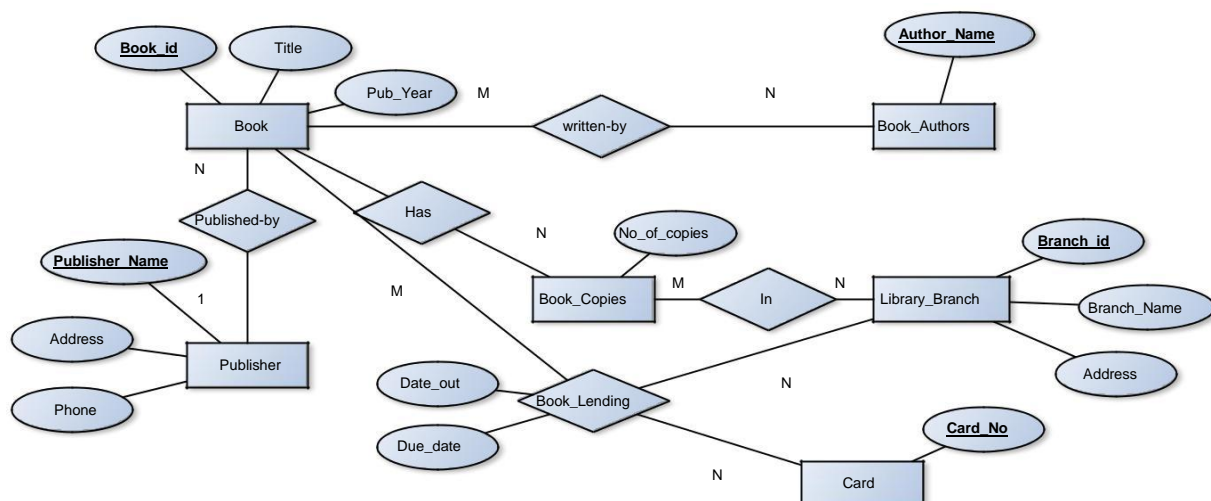 Book_id
Title
Author_Name
Pub_Year
M
N
Book
written-by
Book_Authors
N
Published-by
Has
No_of_copies
Branch_id
Publisher_Name
N
1
M
Book_Copies
M
In
N
Library_Branch
Branch_Name
Address
Publisher
Date_out
Book_Lending
N
Address
Phone
Due_date
Card_No
N
Card